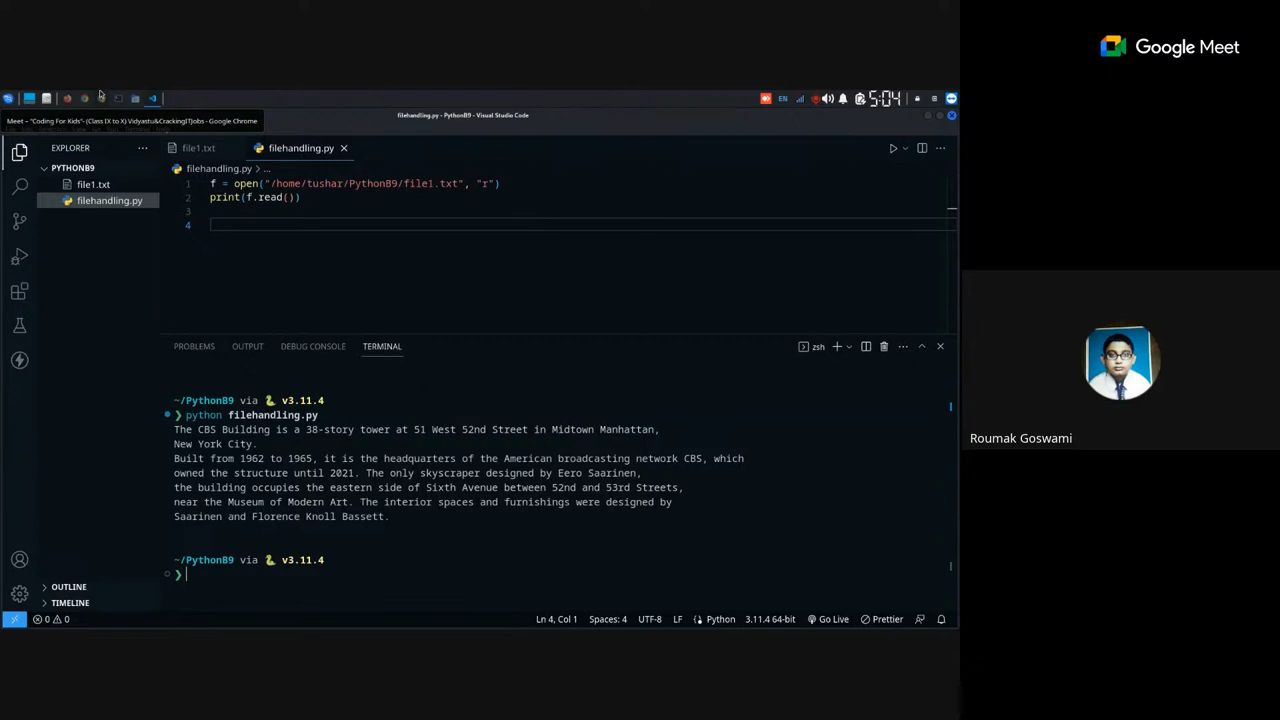 Google Meet
EN
5:04
Meet – "Coding For Kids"- (Class IX to X) Vidyastu&CrackingITJobs - Google Chrome
filehandling.py - PythonB9 - Visual Studio Code
EXPLORER
PYTHONB9
file1.txt
filehandling.py
OUTLINE
TIMELINE
file1.txt
filehandling.py
filehandling.py > ...
1 f = open("/home/tushar/PythonB9/file1.txt", "r")
2 print(f.read())
3
4
PROBLEMS OUTPUT DEBUG CONSOLE TERMINAL
zsh
~/PythonB9 via v3.11.4
❯ python filehandling.py
The CBS Building is a 38-story tower at 51 West 52nd Street in Midtown Manhattan,
New York City.
Built from 1962 to 1965, it is the headquarters of the American broadcasting network CBS, which
owned the structure until 2021. The only skyscraper designed by Eero Saarinen,
the building occupies the eastern side of Sixth Avenue between 52nd and 53rd Streets,
near the Museum of Modern Art. The interior spaces and furnishings were designed by
Saarinen and Florence Knoll Bassett.
~/PythonB9 via v3.11.4
❯
0 0
Ln 4, Col 1 Spaces: 4 UTF-8 LF Python 3.11.4 64-bit Go Live Prettier
Roumak Goswami